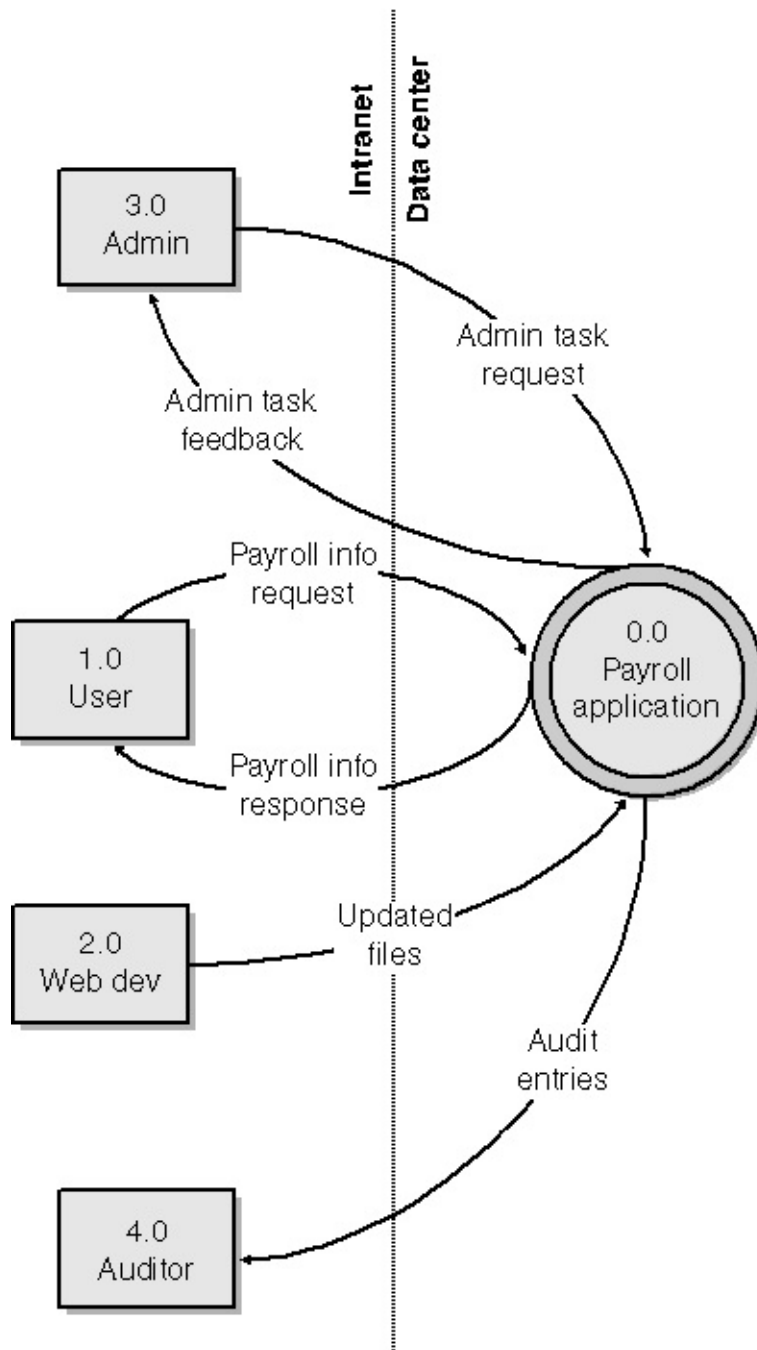 Intranet
Data center
3.0
Admin
Admin task
request
Admin task
feedback
Payroll info
request
0.0
Payroll
application
1.0
User
Payroll info
response
Updated
files
2.0
Web dev
Audit
entries
4.0
Auditor